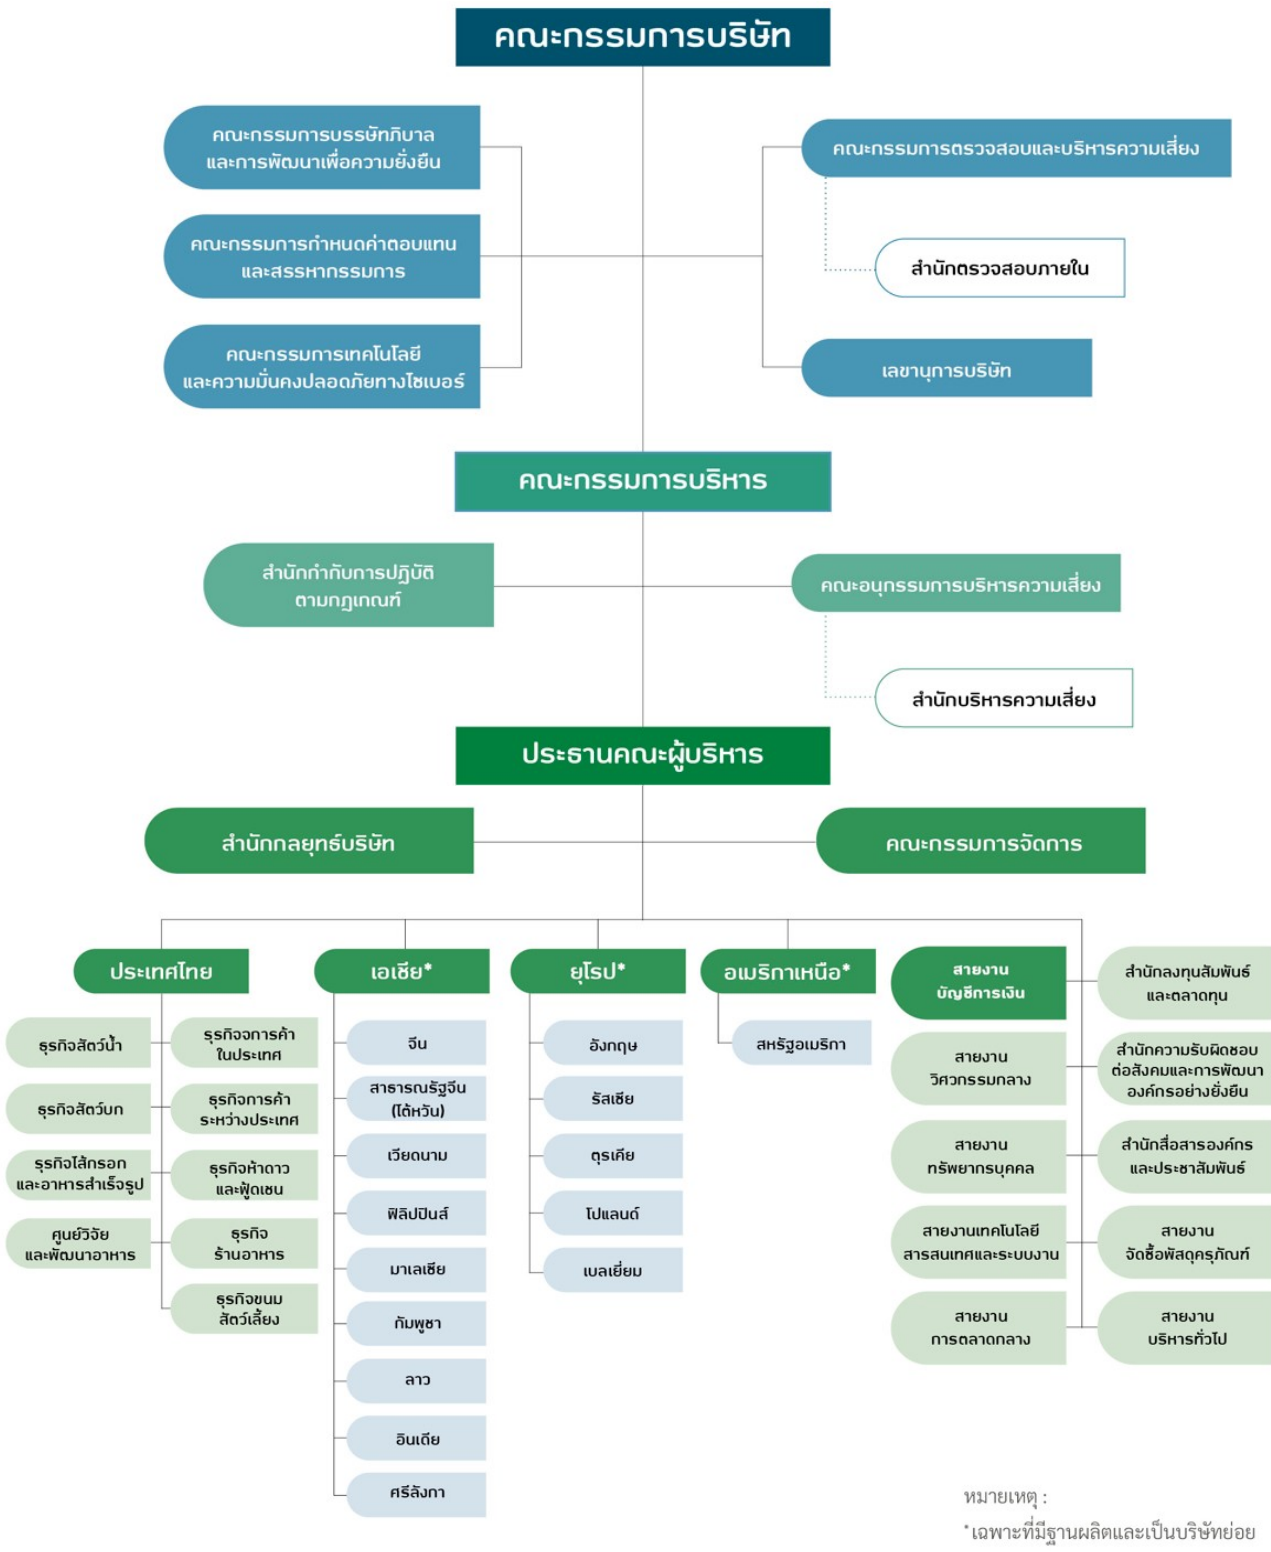 คณะกรรมการบริษัท
คณะกรรมการบรรษัทภิบาล
และการพัฒนาเพื่อความยั่งยืน
คณะกรรมการตรวจสอบและบริหารความเสี่ยง
คณะกรรมการกำหนดค่าตอบแทน
และสรรหากรรมการ
สำนักตรวจสอบภายใน
คณะกรรมการเทคโนโลยี
และความมั่นคงปลอดภัยทางไซเบอร์
เลขานุการบริษัท
คณะกรรมการบริหาร
สำนักกำกับการปฏิบัติ
ตามกฎเกณฑ์
คณะอนุกรรมการบริหารความเสี่ยง
สำนักบริหารความเสี่ยง
ประธานคณะผู้บริหาร
สำนักกลยุทธ์บริษัท
คณะกรรมการจัดการ
ประเทศไทย
ธุรกิจสัตว์น้ำ
ธุรกิจสัตว์บก
ธุรกิจไส้กรอก
และอาหารสำเร็จรูป
ศูนย์วิจัย
และพัฒนาอาหาร
ธุรกิจจการค้า
ในประเทศ
ธุรกิจการค้า
ระหว่างประเทศ
ธุรกิจห้าดาว
และฟู้ดเชน
ธุรกิจ
ร้านอาหาร
ธุรกิจขนม
สัตว์เลี้ยง
เอเชีย*
จีน
สาธารณรัฐจีน
(ไต้หวัน)
เวียดนาม
ฟิลิปปินส์
มาเลเซีย
กัมพูชา
ลาว
อินเดีย
ศรีลังกา
ยุโรป*
อังกฤษ
รัสเซีย
ตุรเคีย
โปแลนด์
เบลเยี่ยม
อเมริกาเหนือ*
สหรัฐอเมริกา
สายงาน
บัญชีการเงิน
สายงาน
วิศวกรรมกลาง
สายงาน
ทรัพยากรบุคคล
สายงานเทคโนโลยี
สารสนเทศและระบบงาน
สายงาน
การตลาดกลาง
สำนักลงทุนสัมพันธ์
และตลาดทุน
สำนักความรับผิดชอบ
ต่อสังคมและการพัฒนา
องค์กรอย่างยั่งยืน
สำนักสื่อสารองค์กร
และประชาสัมพันธ์
สายงาน
จัดซื้อพัสดุครุภัณฑ์
สายงาน
บริหารทั่วไป
หมายเหตุ :
*เฉพาะที่มีฐานผลิตและเป็นบริษัทย่อย